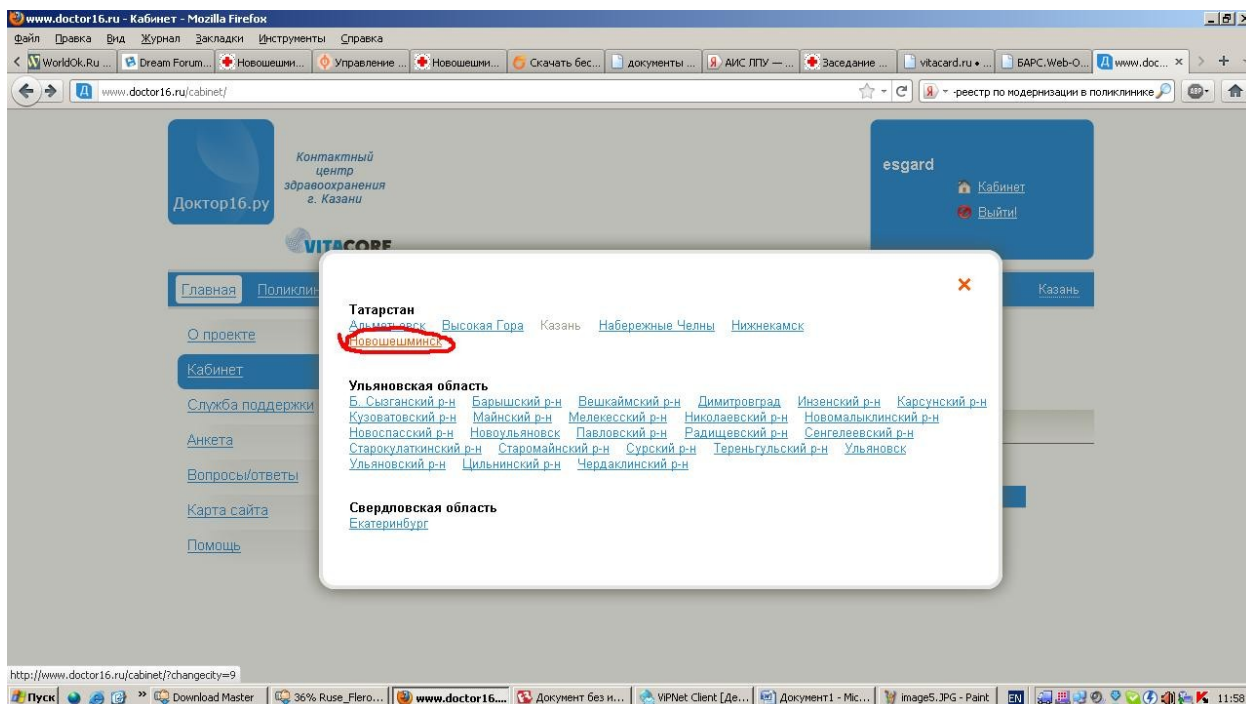 www.doctor16.ru - Кабинет - Mozilla Firefox
Файл Правка Вид Журнал Закладки Инструменты Справка
WorldOk.Ru ... Dream Forum... Новошешми... Управление ... Новошешми... Скачать бес... документы ... АИС ЛПУ — ... Заседание ... vitacard.ru • ... БАРС.Web-О... www.doc...
www.doctor16.ru/cabinet/ -реестр по модернизации в поликлинике
Контактный
центр
здравоохранения
г. Казани
Доктор16.ру
VITACORE
esgard
Кабинет
Выйти!
Главная Поликлин Казань
О проекте
Кабинет
Служба поддержки
Анкета
Вопросы/ответы
Карта сайта
Помощь
Татарстан
Альметьевск Высокая Гора Казань Набережные Челны Нижнекамск
Новошешминск
Ульяновская область
Б. Сызганский р-н Барышский р-н Вешкаймский р-н Димитровград Инзенский р-н Карсунский р-н
Кузоватовский р-н Майнский р-н Мелекесский р-н Николаевский р-н Новомалыклинский р-н
Новоспасский р-н Новоульяновск Павловский р-н Радищевский р-н Сенгелеевский р-н
Старокулаткинский р-н Старомайнский р-н Сурский р-н Тереньгульский р-н Ульяновск
Ульяновский р-н Цильнинский р-н Чердаклинский р-н
Свердловская область
Екатеринбург
http://www.doctor16.ru/cabinet/?changecity=9
Пуск » Download Master 36% Ruse_Flero... www.doctor16.... Документ без и... ViPNet Client [Де... Документ1 - Mic... image5.JPG - Paint EN 11:58